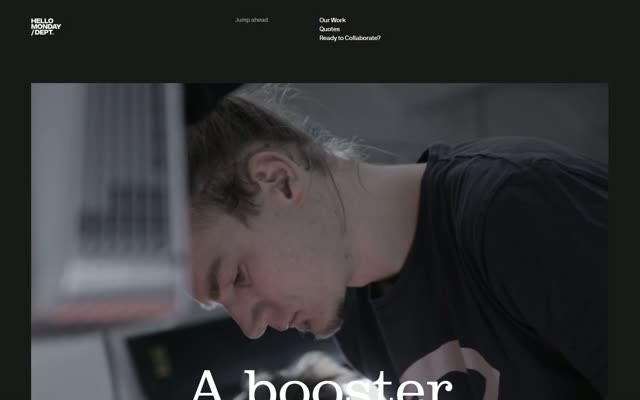 HELLO
MONDAY
/DEPT.
Jump ahead
Our Work
Quotes
Ready to Collaborate?
A booster